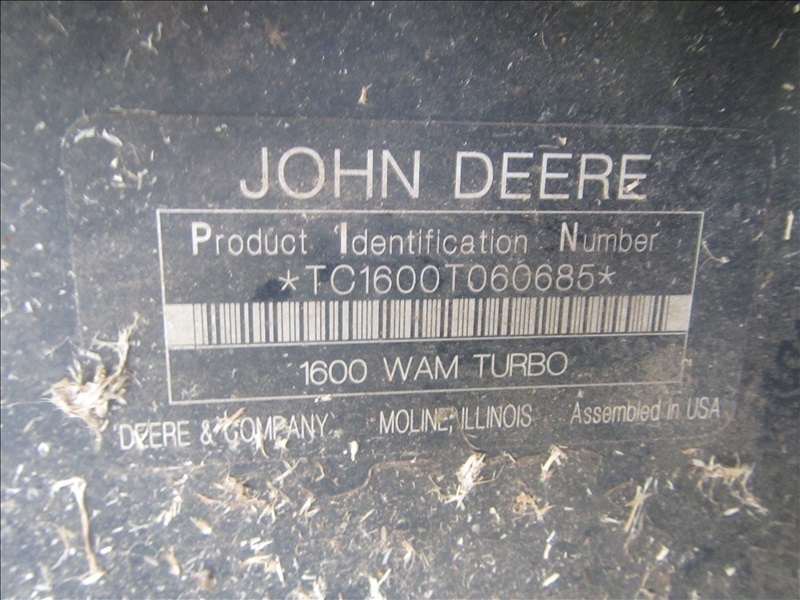 JOHN DEERE
Product Identification Number
*TC1600T060685*
1600 WAM TURBO
DEERE & COMPANY MOLINE, ILLINOIS Assembled in USA